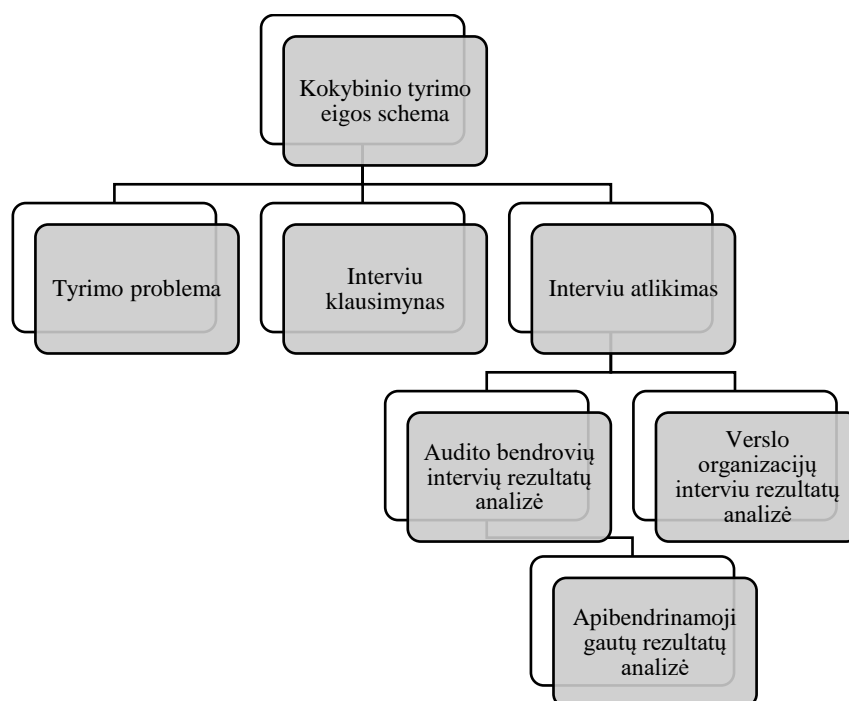 Kokybinio tyrimo
eigos schema
Tyrimo problema
Interviu
klausimynas
Interviu atlikimas
Audito bendrovių
intervių rezultatų
analizė
Verslo
organizacijų
interviu rezultatų
analizė
Apibendrinamoji
gautų rezultatų
analizė